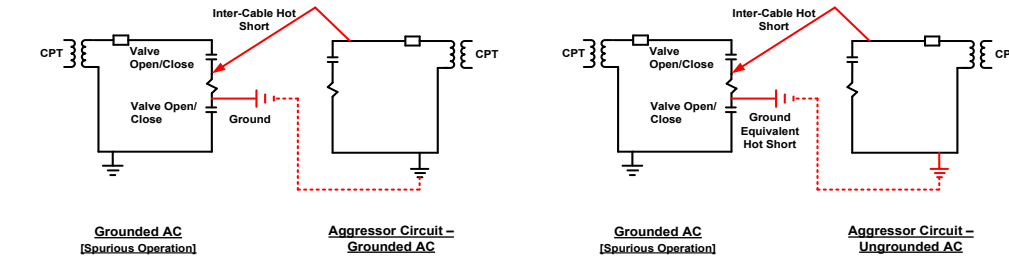 Inter-Cable Hot
Short
CPT
Valve
Open/Close
Valve Open/
Close
Ground
CPT
Grounded AC
[Spurious Operation]
Aggressor Circuit –
Grounded AC
Inter-Cable Hot
Short
CPT
Valve
Open/Close
Valve Open/
Close
Ground
Equivalent
Hot Short
Grounded AC
[Spurious Operation]
Aggressor Circuit –
Ungrounded AC